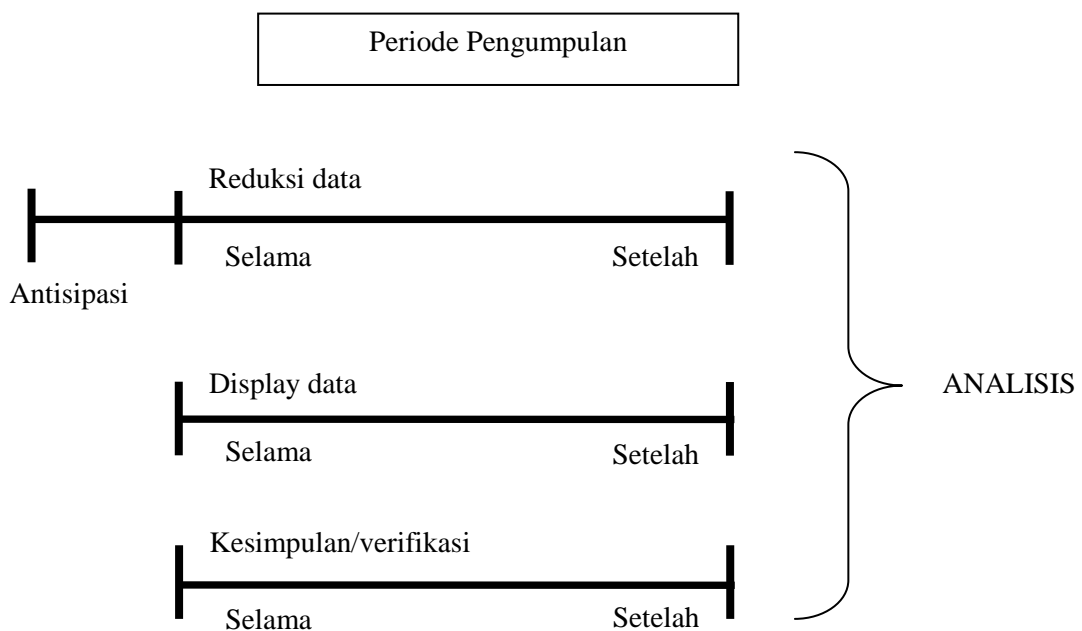 Periode Pengumpulan
Reduksi data
Selama
Setelah
Antisipasi
Display data
ANALISIS
Selama
Setelah
Kesimpulan/verifikasi
Selama
Setelah